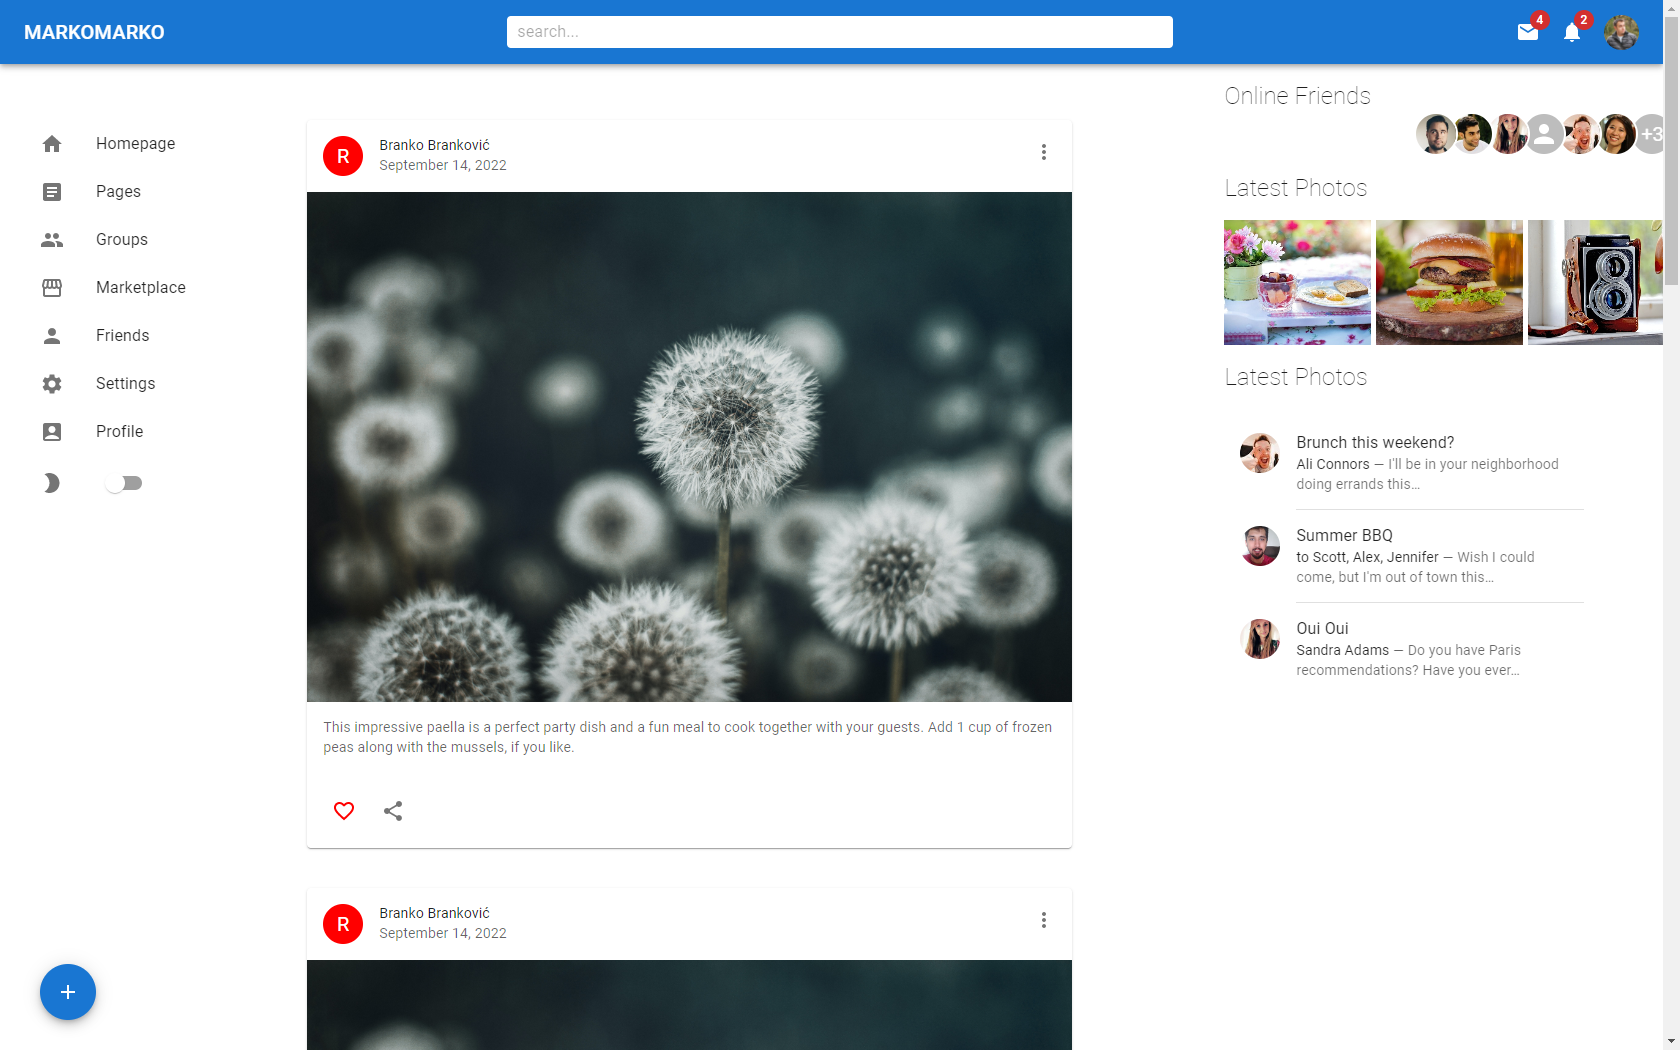 MARKOMARKO
search...
4
2
Homepage
Pages
Groups
Marketplace
Friends
Settings
Profile
R
Branko Branković
September 14, 2022
This impressive paella is a perfect party dish and a fun meal to cook together with your guests. Add 1 cup of frozen
peas along with the mussels, if you like.
R
Branko Branković
September 14, 2022
Online Friends
+3
Latest Photos
Latest Photos
Brunch this weekend?
Ali Connors — I'll be in your neighborhood
doing errands this…
Summer BBQ
to Scott, Alex, Jennifer — Wish I could
come, but I'm out of town this…
Oui Oui
Sandra Adams — Do you have Paris
recommendations? Have you ever…